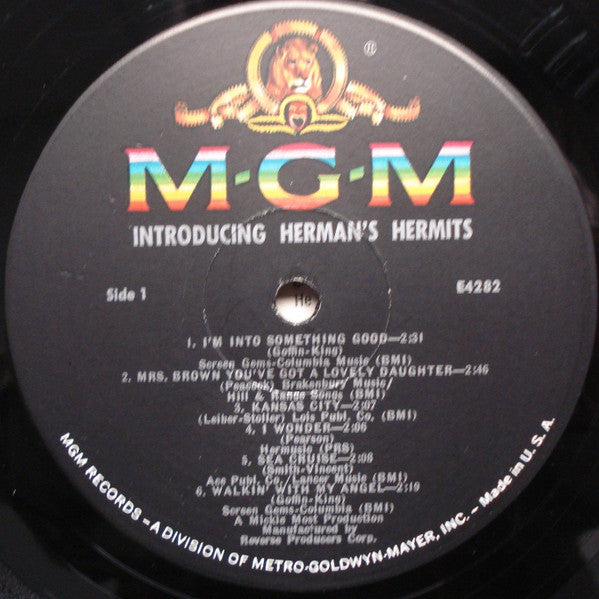 ®
M-G-M
INTRODUCING HERMAN'S HERMITS
Side 1 E4282
He
1. I'M INTO SOMETHING GOOD—2:31
(Goffin-King)
Screen Gems-Columbia Music (BMI)
2. MRS. BROWN YOU'VE GOT A LOVELY DAUGHTER—2:46
(Peacock) Brakenbury Music/
Hill & Range Songs (BMI)
3. KANSAS CITY—2:07
(Leiber-Stoller) Lois Publ. Co. (BMI)
4. I WONDER—2:06
(Pearson)
Hermusic (PRS)
5. SEA CRUISE—2:08
(Smith-Vincent)
Ace Publ. Co/Lancer Music (BMI)
6. WALKIN' WITH MY ANGEL—2:19
(Goffin-King)
Screen Gems-Columbia (BMI)
A Mickie Most Production
Manufactured by
Reverse Producers Corp.
MGM RECORDS – A DIVISION OF METRO-GOLDWYN-MAYER, INC. – Made in U.S.A.